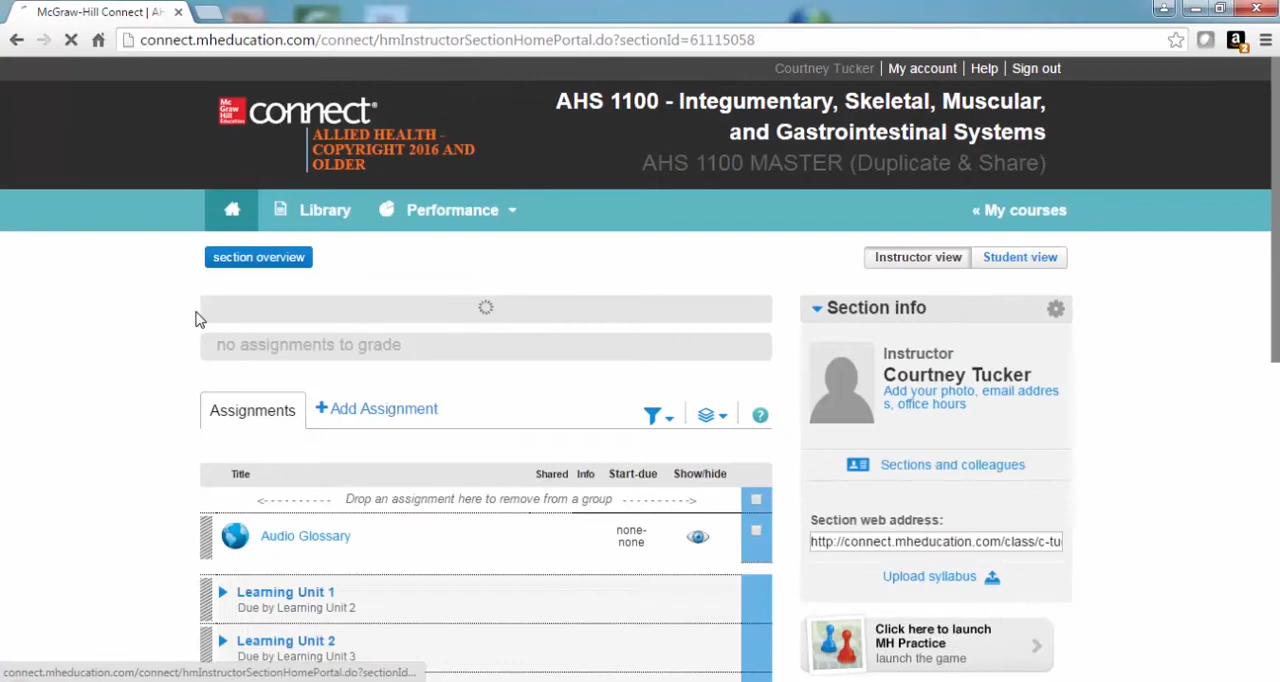 McGraw-Hill Connect | AH
connect.mheducation.com/connect/hmInstructorSectionHomePortal.do?sectionId=61115058
a
2
Courtney Tucker | My account | Help | Sign out
Mc Graw Hill Education connect
ALLIED HEALTH -
COPYRIGHT 2016 AND
OLDER
AHS 1100 - Integumentary, Skeletal, Muscular,
and Gastrointestinal Systems
AHS 1100 MASTER (Duplicate & Share)
Library Performance « My courses
section overview
Instructor view Student view
no assignments to grade
Assignments +Add Assignment ?
Title Shared Info Start-due Show/hide
<- - - - - - - - - - Drop an assignment here to remove from a group - - - - - - - - - ->
Audio Glossary
none-
none
Learning Unit 1
Due by Learning Unit 2
Learning Unit 2
Due by Learning Unit 3
Section info
Instructor
Courtney Tucker
Add your photo, email addres
s, office hours
Sections and colleagues
Section web address:
http://connect.mheducation.com/class/c-tu
Upload syllabus
Click here to launch
MH Practice
launch the game
connect.mheducation.com/connect/hmInstructorSectionHomePortal.do?sectionId...